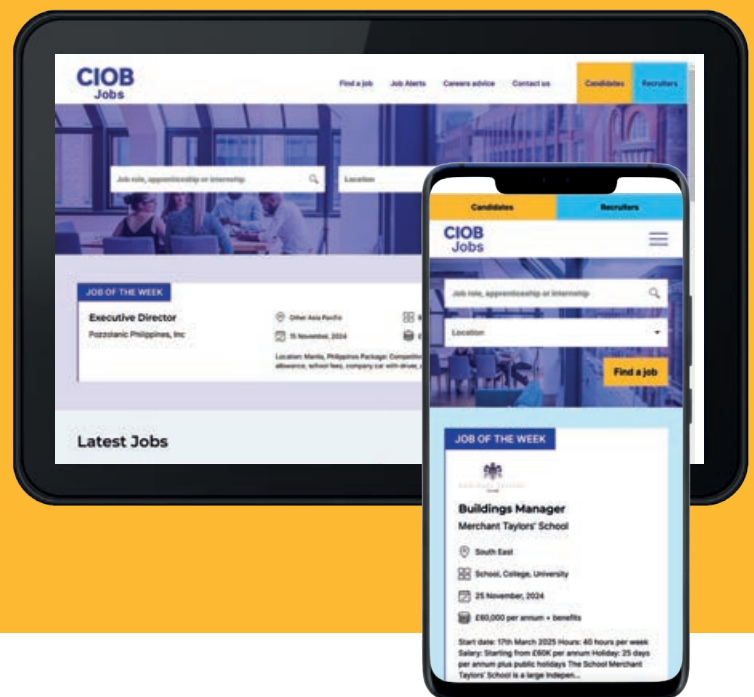 CIOB
Jobs
Find a job
Job Alerts
Careers advice
Contact us
Candidates
Recruiters
Job role, apprenticeship or internship
Location
JOB OF THE WEEK
Executive Director
Pozzolanic Philippines, Inc
Other Asia Pacific
15 November, 2024
Location: Manila, Philippines Package: Competitive
allowance, school fees, company car with driver,
Latest Jobs
Candidates
Recruiters
CIOB
Jobs
Job role, apprenticeship or internship
Location
Find a job
JOB OF THE WEEK
Buildings Manager
Merchant Taylors' School
South East
School, College, University
25 November, 2024
£60,000 per annum + benefits
Start date: 17th March 2025 Hours: 40 hours per week
Salary: Starting from £60K per annum Holiday: 25 days
per annum plus public holidays The School Merchant
Taylors' School is a large Indepen...